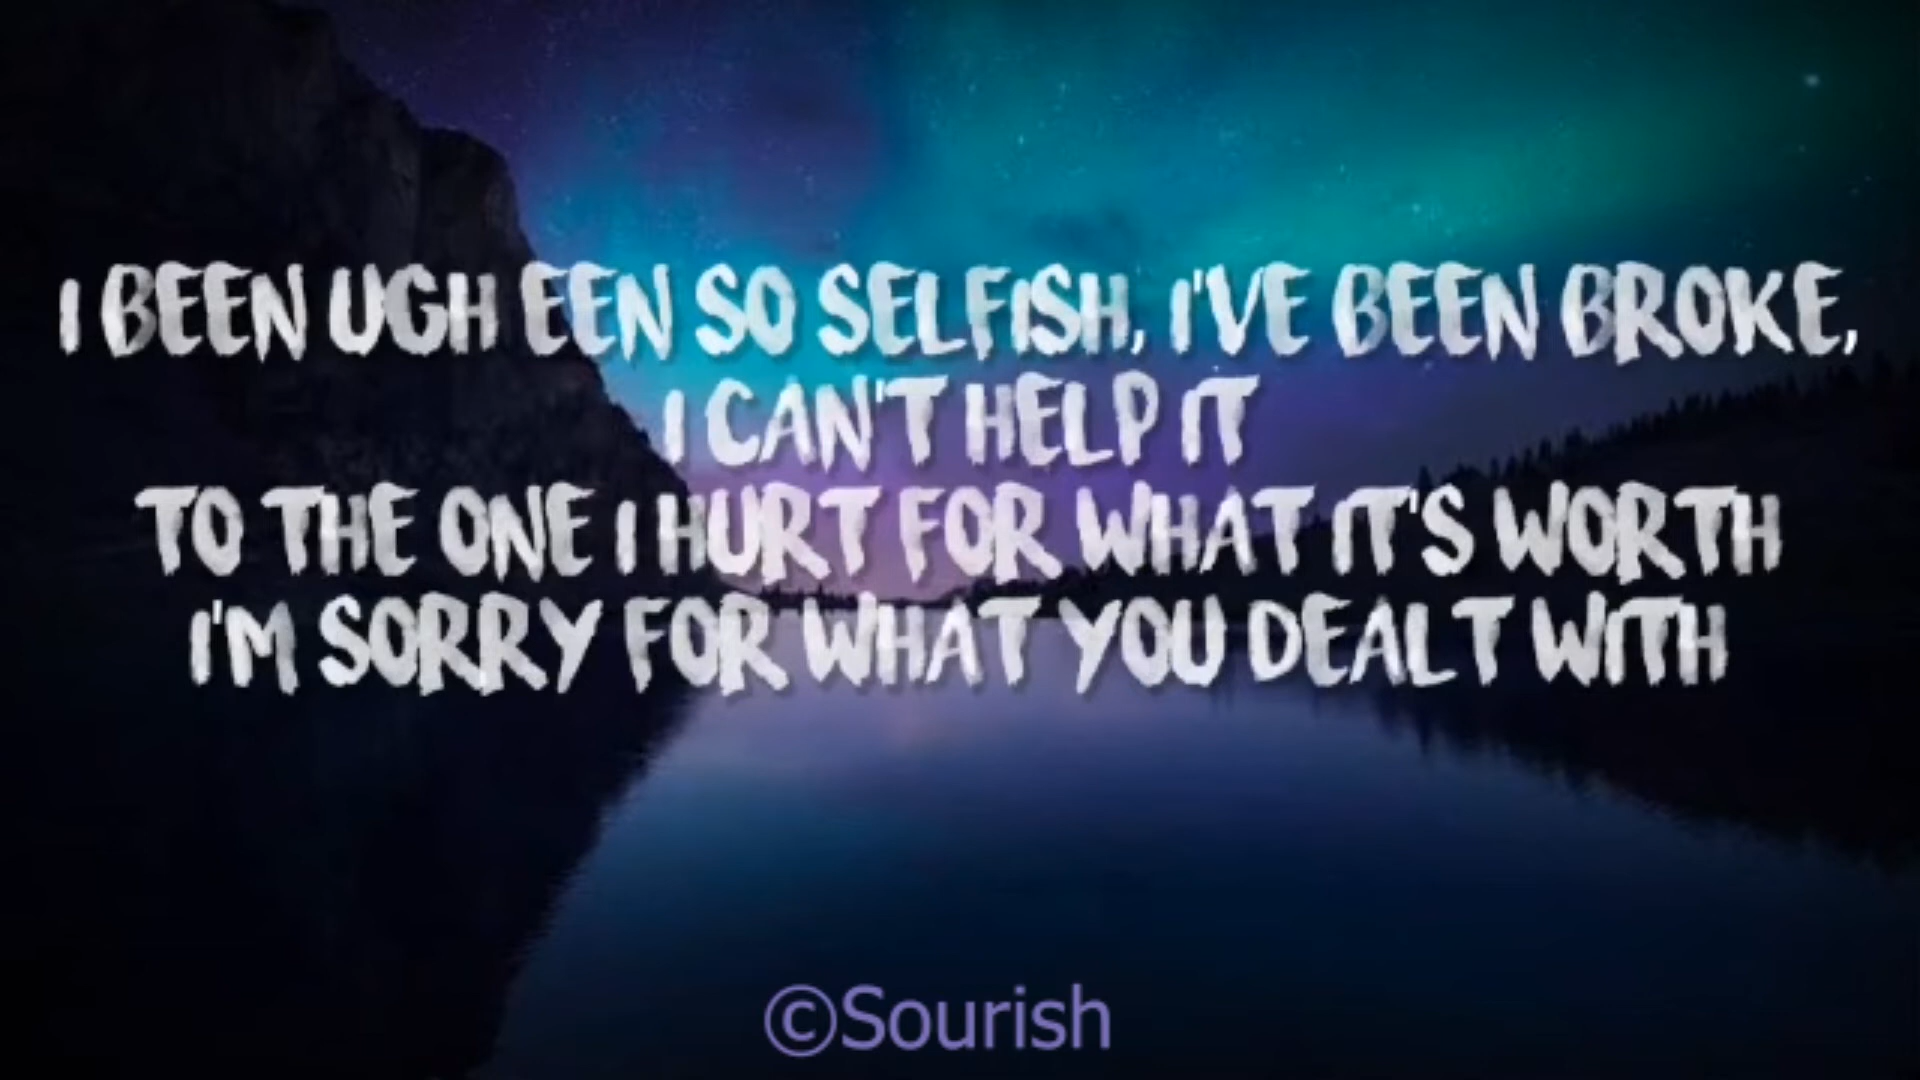 I BEEN UGH EEN SO SELFISH, I'VE BEEN BROKE,
I CAN'T HELP IT
TO THE ONE I HURT FOR WHAT IT'S WORTH
I'M SORRY FOR WHAT YOU DEALT WITH
©Sourish